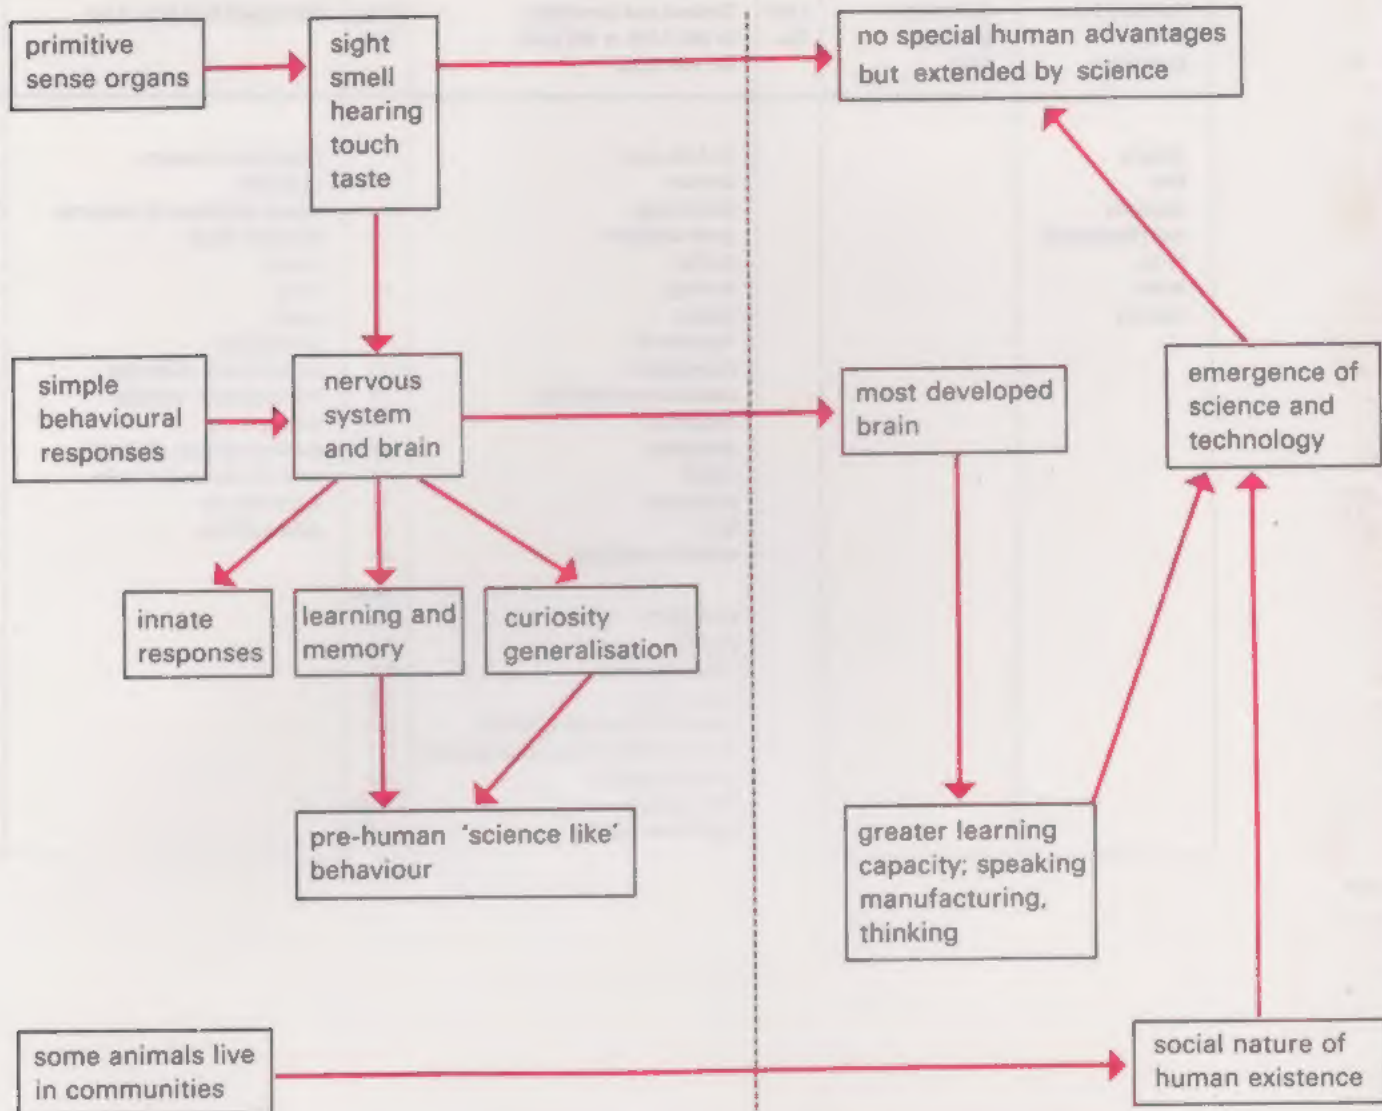 primitive
sense organs
sight
smell
hearing
touch
taste
no special human advantages
but extended by science
simple
behavioural
responses
nervous
system
and brain
most developed
brain
emergence of
science and
technology
innate
responses
learning and
memory
curiosity
generalisation
pre-human 'science like'
behaviour
greater learning
capacity; speaking
manufacturing,
thinking
some animals live
in communities
social nature of
human existence